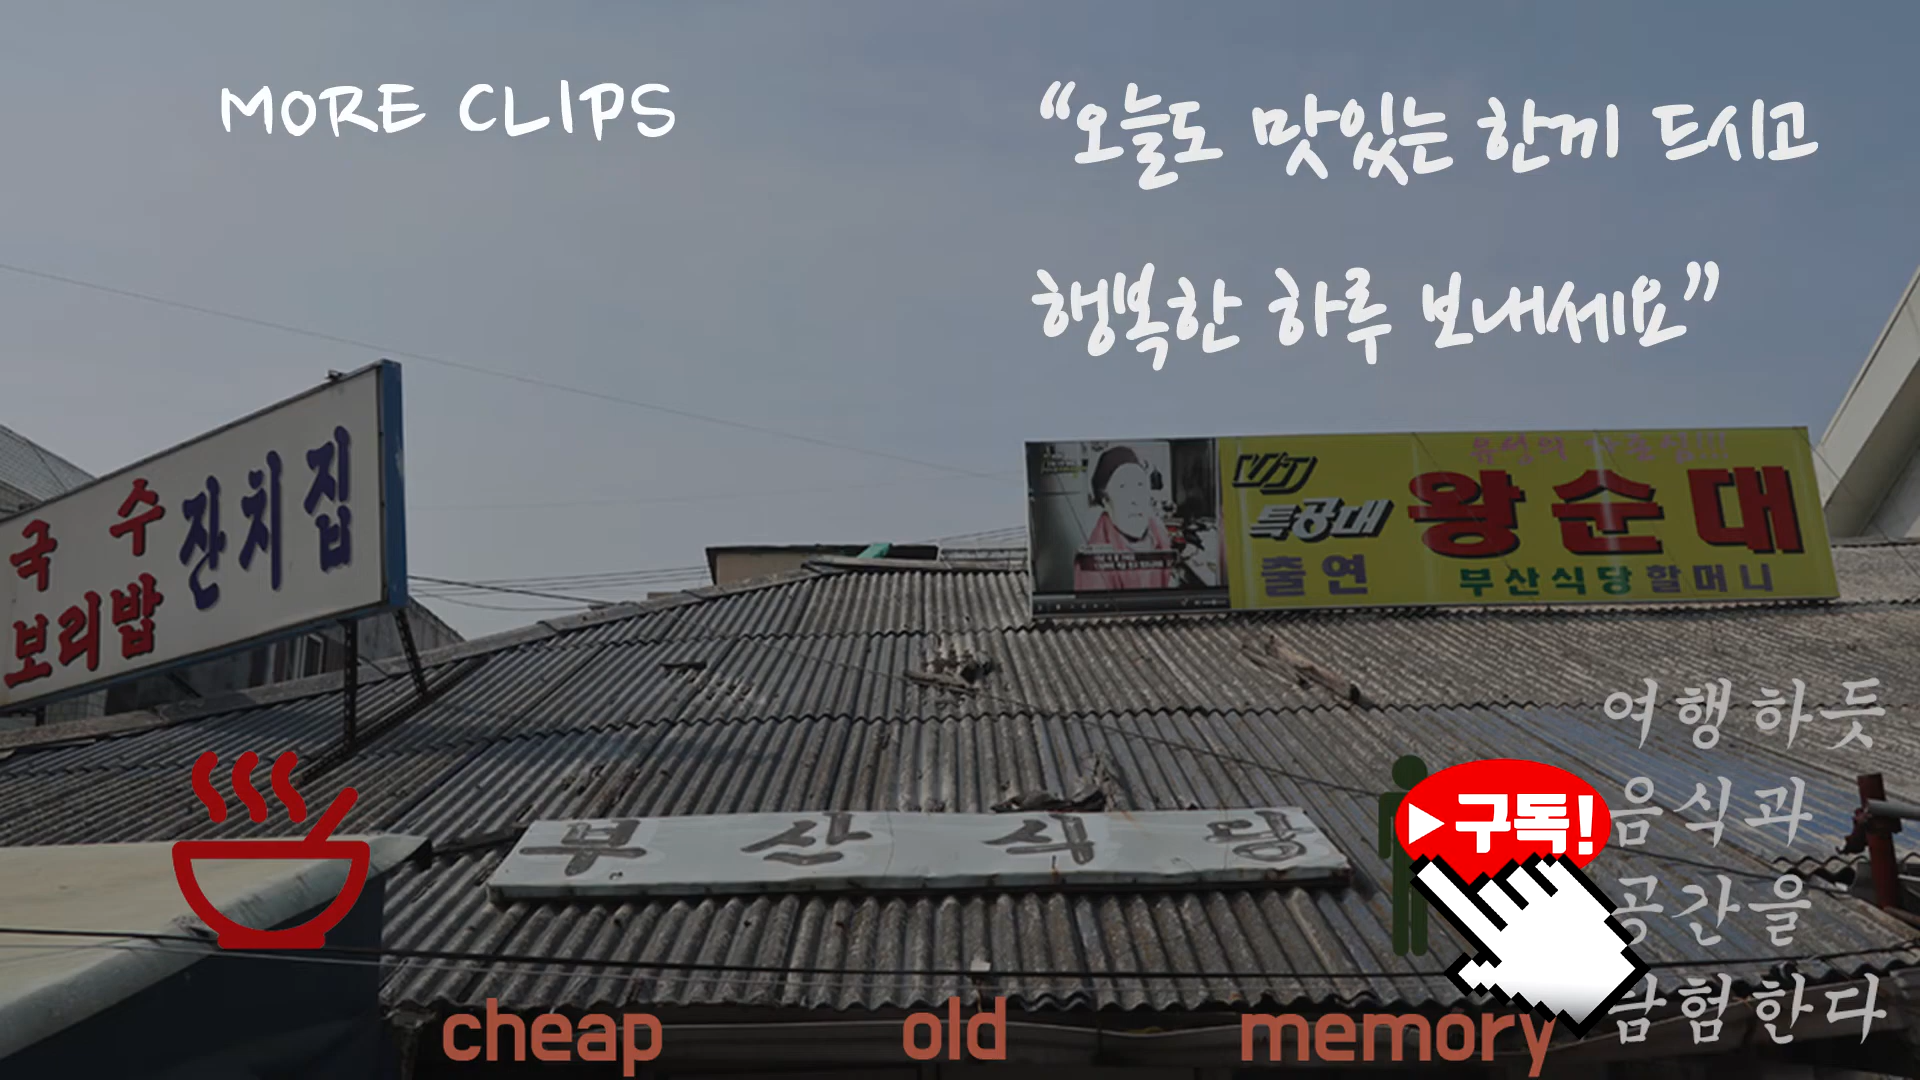 MORE CLIPS
“오늘도 맛있는 한끼 드시고
행복한 하루 보내세요”
국수
보리밥
잔치집
VJ
특공대
출연
왕순대
부산식당할머니
부산식당
구독!
여행하듯
음식과
공간을
탐험한다
cheap old memory